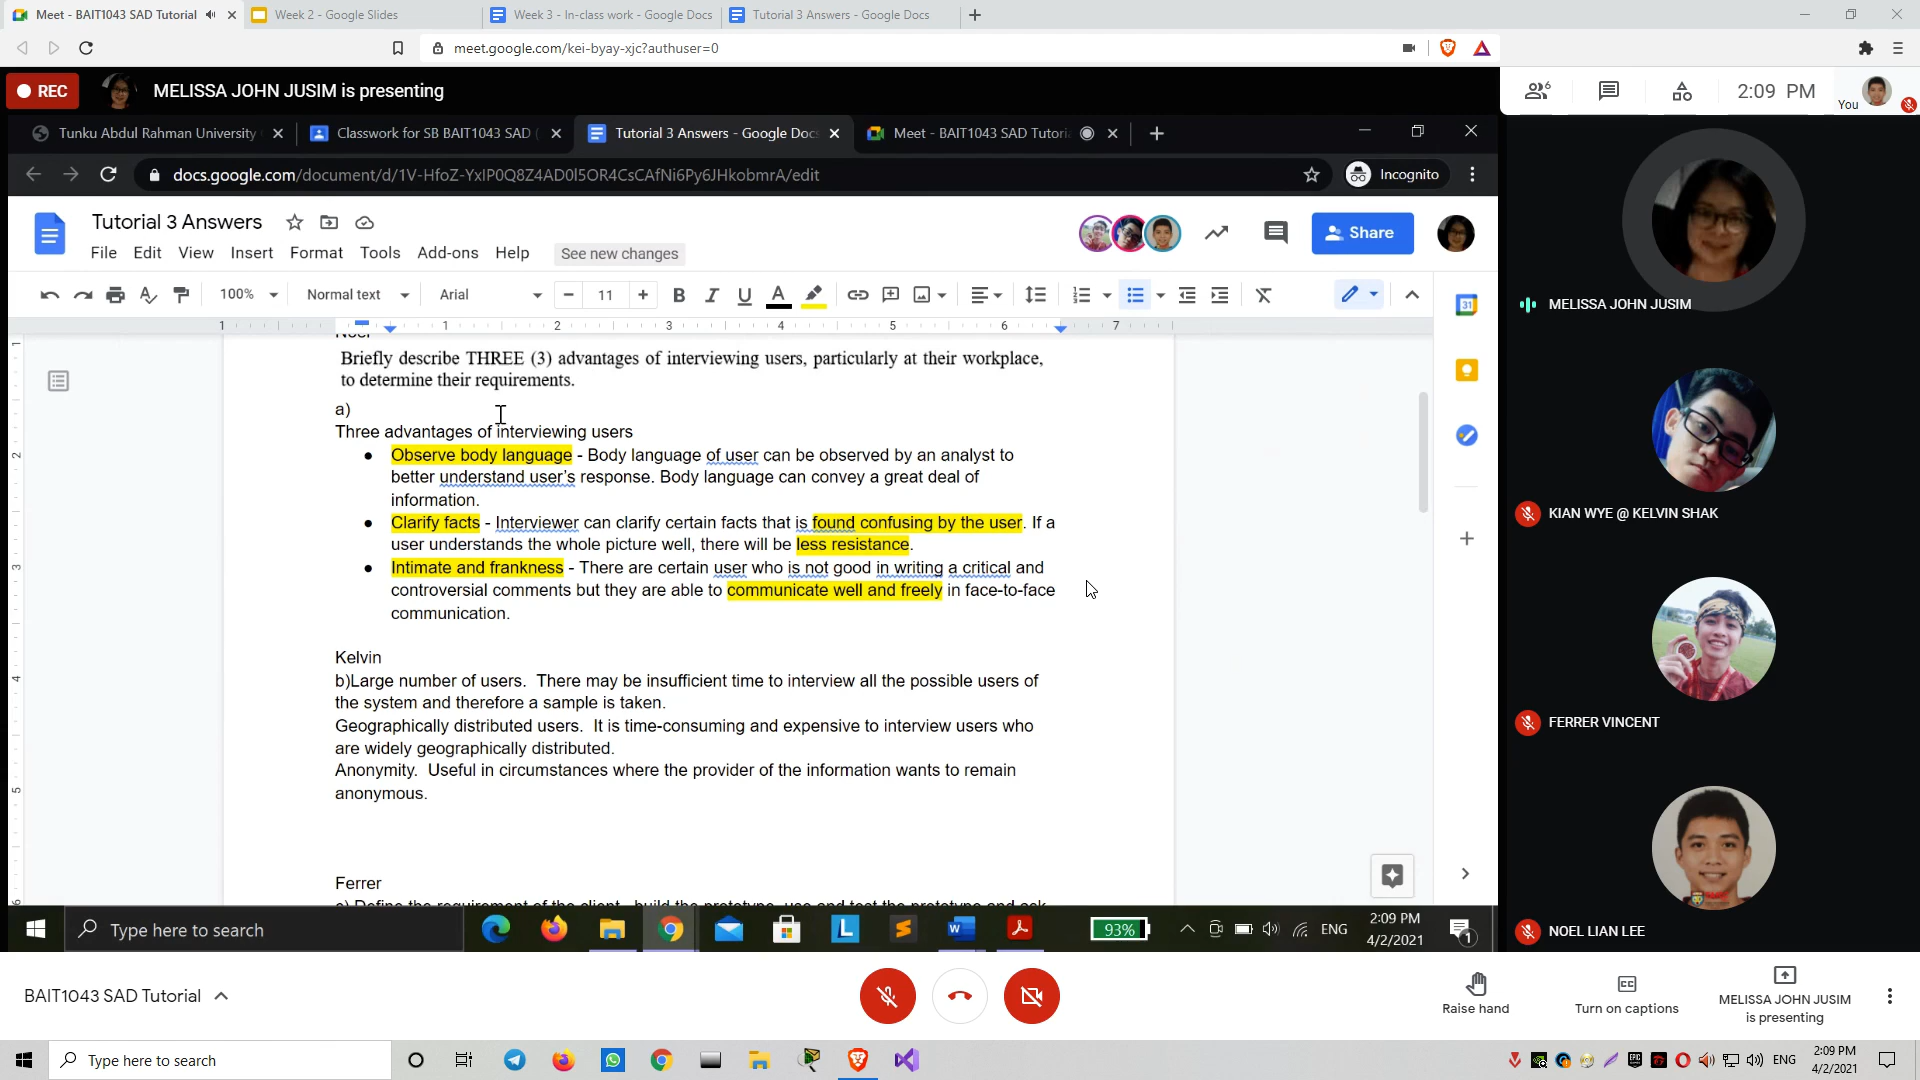 Meet - BAIT1043 SAD Tutorial
Week 2 - Google Slides
Week 3 - In-class work - Google Docs
Tutorial 3 Answers - Google Docs
meet.google.com/kei-byay-xjc?authuser=0
REC
MELISSA JOHN JUSIM is presenting
6
2:09 PM
You
Tunku Abdul Rahman University
Classwork for SB BAIT1043 SAD (
Tutorial 3 Answers - Google Docs
Meet - BAIT1043 SAD Tutori
docs.google.com/document/d/1V-HfoZ-YxIP0Q8Z4AD0l5OR4CsCAfNi6Py6JHkobmrA/edit
Incognito
Tutorial 3 Answers
File Edit View Insert Format Tools Add-ons Help
See new changes
Share
100%
Normal text
Arial
11
B I U A
1 1 2 3 4 5 6 7
Noel
Briefly describe THREE (3) advantages of interviewing users, particularly at their workplace,
to determine their requirements.
a)
Three advantages of interviewing users
● Observe body language - Body language of user can be observed by an analyst to
better understand user's response. Body language can convey a great deal of
information.
● Clarify facts - Interviewer can clarify certain facts that is found confusing by the user. If a
user understands the whole picture well, there will be less resistance.
● Intimate and frankness - There are certain user who is not good in writing a critical and
controversial comments but they are able to communicate well and freely in face-to-face
communication.
Kelvin
b)Large number of users. There may be insufficient time to interview all the possible users of
the system and therefore a sample is taken.
Geographically distributed users. It is time-consuming and expensive to interview users who
are widely geographically distributed.
Anonymity. Useful in circumstances where the provider of the information wants to remain
anonymous.
Ferrer
MELISSA JOHN JUSIM
KIAN WYE @ KELVIN SHAK
FERRER VINCENT
NOEL LIAN LEE
Type here to search
93%
ENG
2:09 PM
4/2/2021
1
BAIT1043 SAD Tutorial
Raise hand
Turn on captions
MELISSA JOHN JUSIM
is presenting
Type here to search
ENG
2:09 PM
4/2/2021